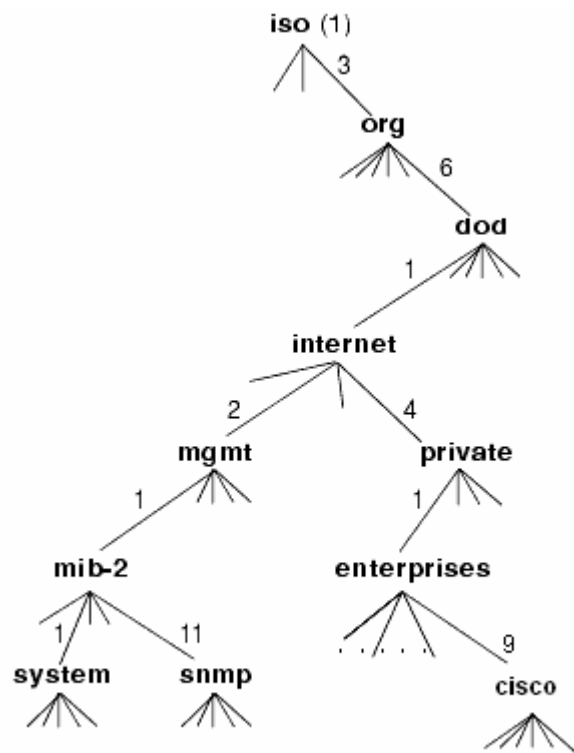 iso (1)
3
org
6
dod
1
internet
2 4
mgmt private
1 1
mib-2 enterprises
1 11 9
system snmp cisco